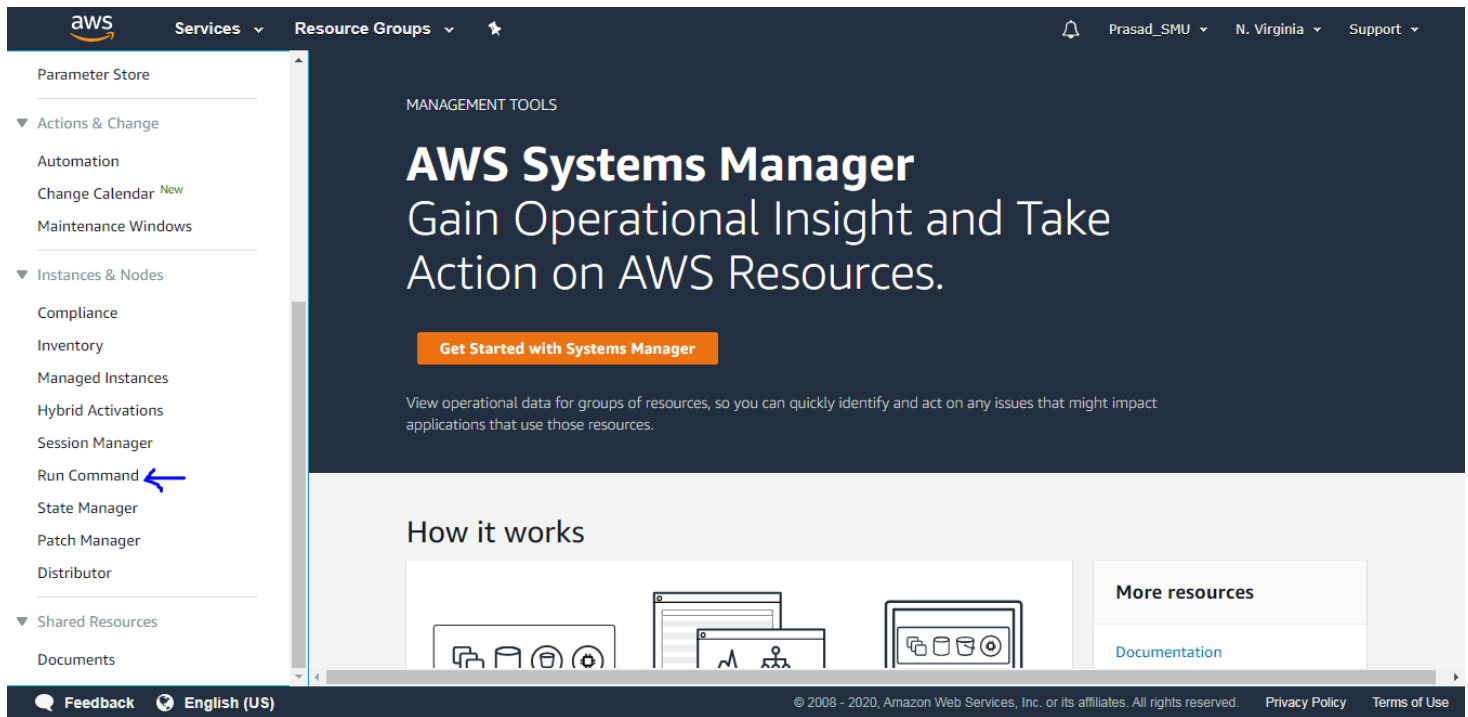 aws Services Resource Groups Prasad_SMU N. Virginia Support
Parameter Store
Actions & Change
Automation
Change Calendar New
Maintenance Windows
Instances & Nodes
Compliance
Inventory
Managed Instances
Hybrid Activations
Session Manager
Run Command
State Manager
Patch Manager
Distributor
Shared Resources
Documents
MANAGEMENT TOOLS
AWS Systems Manager
Gain Operational Insight and Take
Action on AWS Resources.
Get Started with Systems Manager
View operational data for groups of resources, so you can quickly identify and act on any issues that might impact
applications that use those resources.
How it works
More resources
Documentation
Feedback English (US) © 2008 - 2020, Amazon Web Services, Inc. or its affiliates. All rights reserved. Privacy Policy Terms of Use